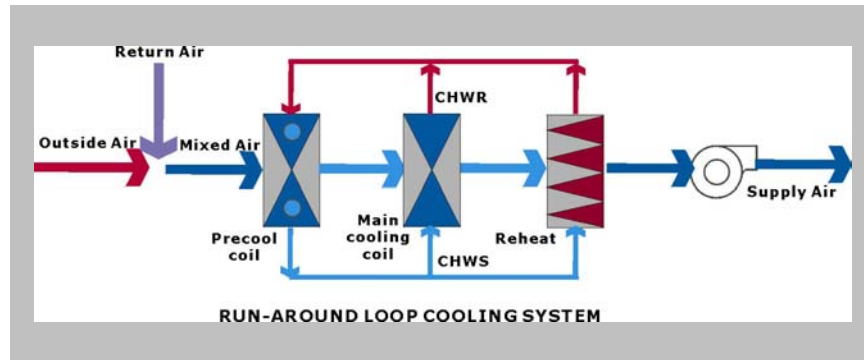 Return Air
CHWR
Outside Air
Mixed Air
Precool
coil
Main
cooling
coil
CHWS
Reheat
Supply Air
RUN-AROUND LOOP COOLING SYSTEM